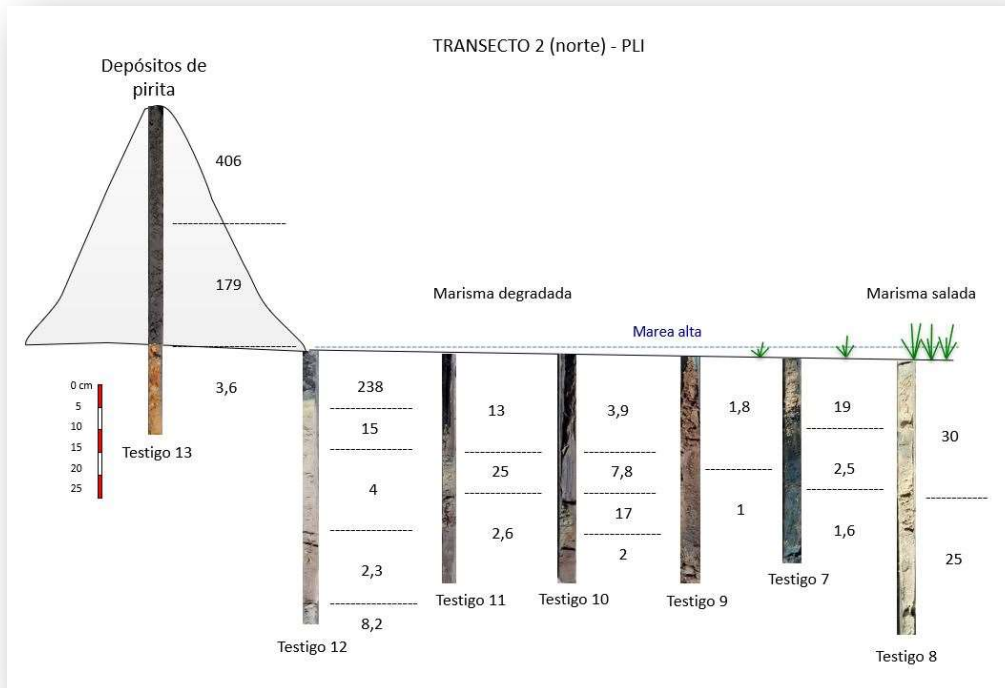 TRANSECTO 2 (norte) - PLI
Depósitos de
pirita
406
179
3,6
0 cm
5
10
15
20
25
Testigo 13
Marisma degradada
Marisma salada
Marea alta
238
15
4
2,3
8,2
Testigo 12
13
25
2,6
Testigo 11
3,9
7,8
17
2
Testigo 10
1,8
1
Testigo 9
19
2,5
1,6
Testigo 7
30
25
Testigo 8